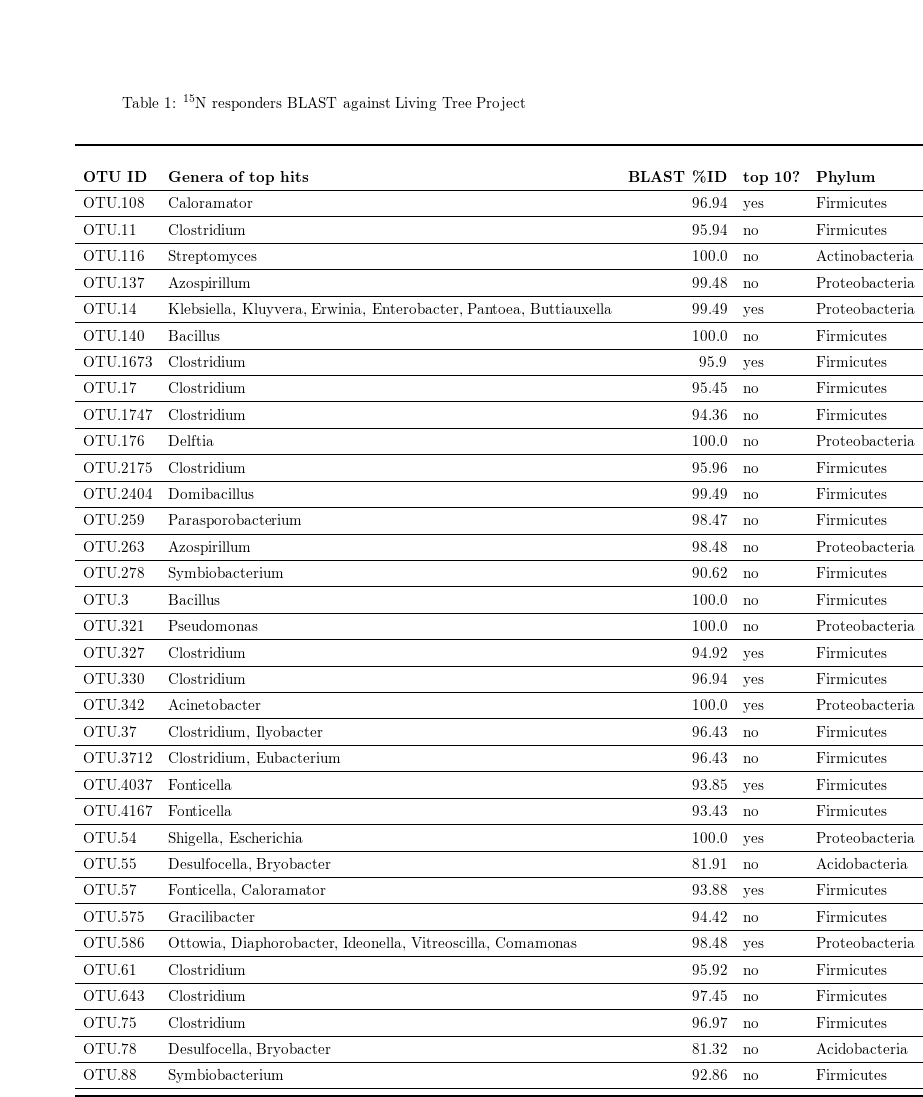 Table 1: ¹⁵N responders BLAST against Living Tree Project
OTU ID Genera of top hits BLAST %ID top 10? Phylum
OTU.108 Caloramator 96.94 yes Firmicutes
OTU.11 Clostridium 95.94 no Firmicutes
OTU.116 Streptomyces 100.0 no Actinobacteria
OTU.137 Azospirillum 99.48 no Proteobacteria
OTU.14 Klebsiella, Kluyvera, Erwinia, Enterobacter, Pantoea, Buttiauxella 99.49 yes Proteobacteria
OTU.140 Bacillus 100.0 no Firmicutes
OTU.1673 Clostridium 95.9 yes Firmicutes
OTU.17 Clostridium 95.45 no Firmicutes
OTU.1747 Clostridium 94.36 no Firmicutes
OTU.176 Delftia 100.0 no Proteobacteria
OTU.2175 Clostridium 95.96 no Firmicutes
OTU.2404 Domibacillus 99.49 no Firmicutes
OTU.259 Parasporobacterium 98.47 no Firmicutes
OTU.263 Azospirillum 98.48 no Proteobacteria
OTU.278 Symbiobacterium 90.62 no Firmicutes
OTU.3 Bacillus 100.0 no Firmicutes
OTU.321 Pseudomonas 100.0 no Proteobacteria
OTU.327 Clostridium 94.92 yes Firmicutes
OTU.330 Clostridium 96.94 yes Firmicutes
OTU.342 Acinetobacter 100.0 yes Proteobacteria
OTU.37 Clostridium, Ilyobacter 96.43 no Firmicutes
OTU.3712 Clostridium, Eubacterium 96.43 no Firmicutes
OTU.4037 Fonticella 93.85 yes Firmicutes
OTU.4167 Fonticella 93.43 no Firmicutes
OTU.54 Shigella, Escherichia 100.0 yes Proteobacteria
OTU.55 Desulfocella, Bryobacter 81.91 no Acidobacteria
OTU.57 Fonticella, Caloramator 93.88 yes Firmicutes
OTU.575 Gracilibacter 94.42 no Firmicutes
OTU.586 Ottowia, Diaphorobacter, Ideonella, Vitreoscilla, Comamonas 98.48 yes Proteobacteria
OTU.61 Clostridium 95.92 no Firmicutes
OTU.643 Clostridium 97.45 no Firmicutes
OTU.75 Clostridium 96.97 no Firmicutes
OTU.78 Desulfocella, Bryobacter 81.32 no Acidobacteria
OTU.88 Symbiobacterium 92.86 no Firmicutes